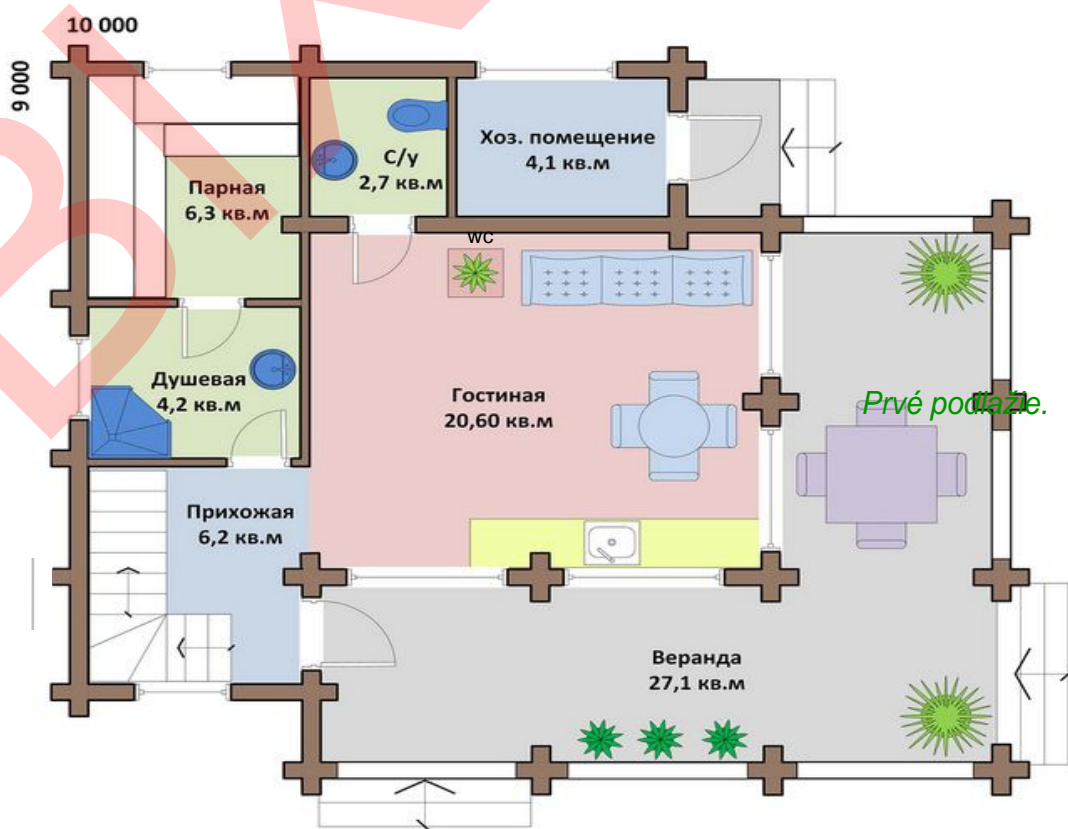 10 000
9 000
Парная
6,3 кв.м
С/у
2,7 кв.м
Хоз. помещение
4,1 кв.м
wc
Душевая
4,2 кв.м
Гостиная
20,60 кв.м
Prvé podlažie.
Прихожая
6,2 кв.м
Веранда
27,1 кв.м